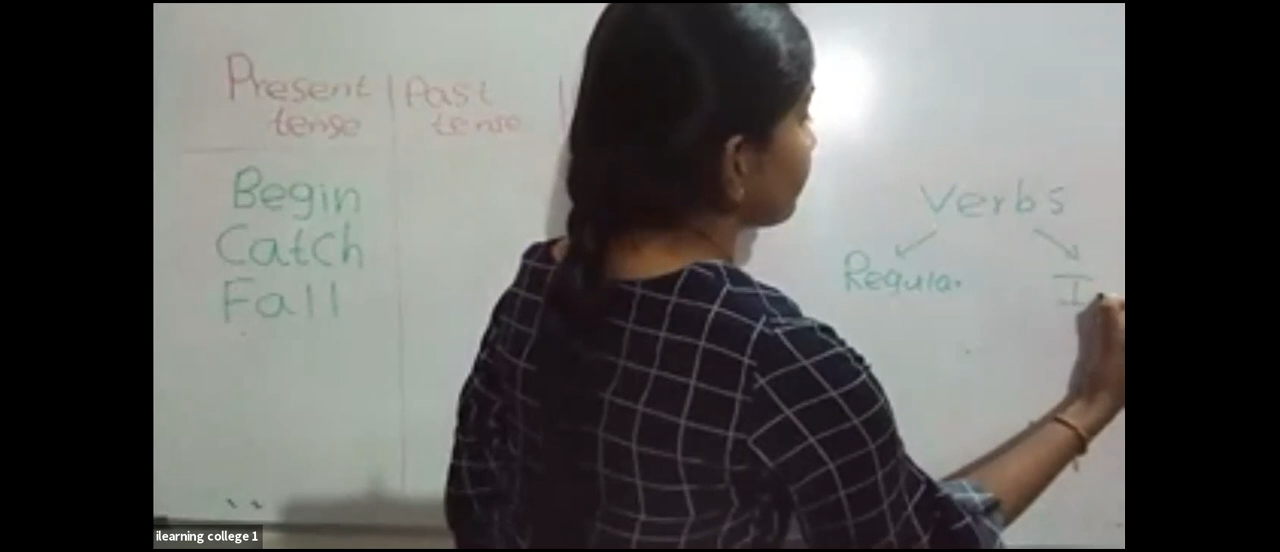 Present | Past
tense tense
Begin
Catch
Fall
Verbs
Regular I
ilearning college 1